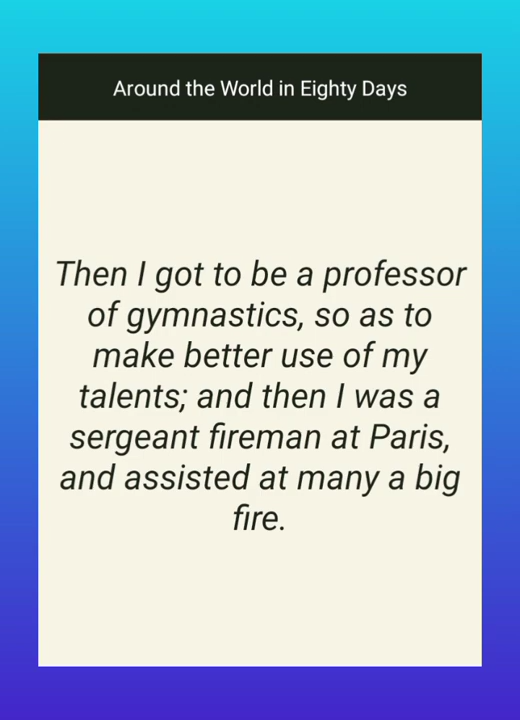 Around the World in Eighty Days
Then I got to be a professor
of gymnastics, so as to
make better use of my
talents; and then I was a
sergeant fireman at Paris,
and assisted at many a big
fire.